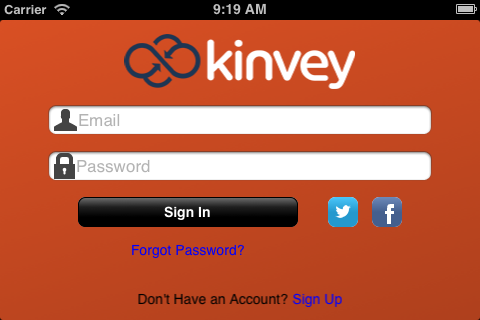 Carrier 9:19 AM
kinvey
Email
Password
Sign In
Forgot Password?
Don't Have an Account? Sign Up